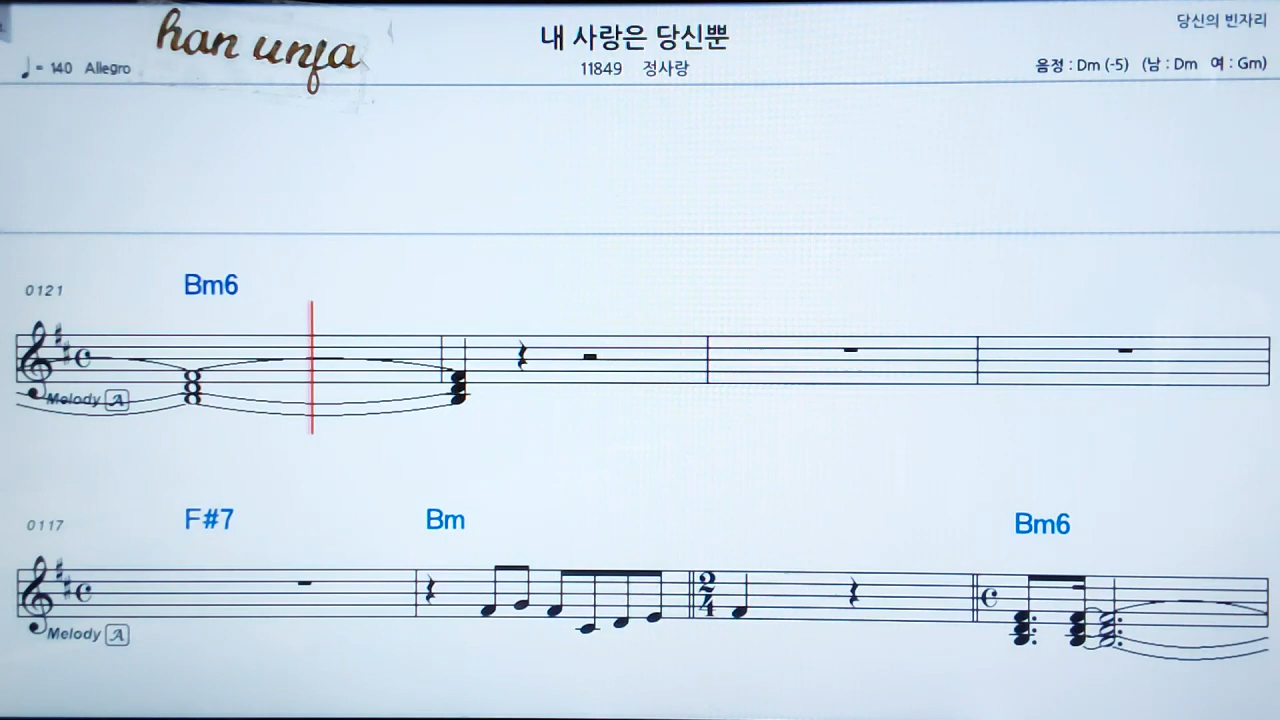 han unja
내 사랑은 당신뿐
당신의 빈자리
♩= 140 Allegro
11849 정사랑
음정 : Dm (-5) (남 : Dm 여 : Gm)
0121
Bm6
Melody A
0117
F#7 Bm Bm6
2
4
Melody A